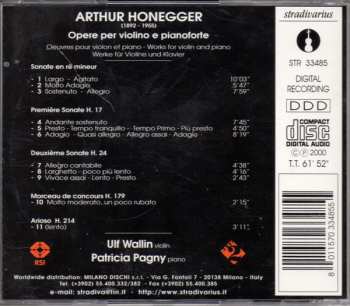 ARTHUR HONEGGER
(1892 - 1955)
Opere per violino e pianoforte
Oeuvres pour violon et piano - Works for violin and piano
Werke für Violine und Klavier
Sonate en ré mineur
- 1 Largo - Agitato 10'03"
- 2 Molto Adagio 5'47"
- 3 Sostenuto - Allegro 7'59"
Première Sonate H. 17
- 4 Andante sostenuto 7'45"
- 5 Presto - Tempo tranquillo - Tempo Primo - Più presto 4'50"
- 6 Adagio - Quasi allegro - Assai allegro - Adagio 8'19"
Deuxième Sonate H. 24
- 7 Allegro cantabile 4'38"
- 8 Larghetto - poco più lento 4'16"
- 9 Vivace assai - Lento - Presto 2'43"
Morceau de concours H. 179
- 10 Molto moderato, un poco rubato 2'15"
Arioso H. 214
- 11 (lento) 3'11"
RSI
Ulf Wallin violin
Patricia Pagny piano
Worldwide distribution: MILANO DISCHI s.r.l. - Via G. Fantoli 7 - 20138 Milano - Italy
Tel. (+3902) 55.400.332/382 - Fax (+3902) 55.400.385
e-mail: stradiva@tin.it - http://www.stradivarius.it
stradivarius
STR 33485
DIGITAL
RECORDING
DDD
COMPACT
disc
DIGITAL AUDIO
© ℗ 2000
T.T. 61' 52"
8 011570 334855